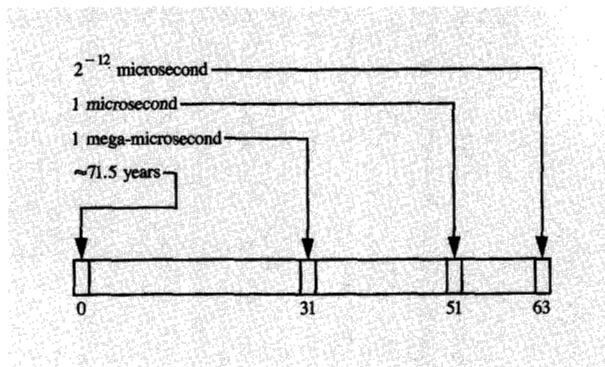 2⁻¹² microsecond
1 microsecond
1 mega-microsecond
≈71.5 years
0 31 51 63